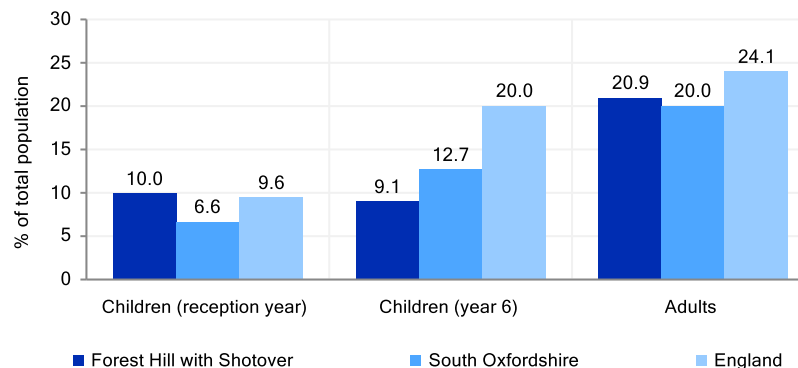 30
25
20
15
10
5
0
% of total population
10.0
6.6
9.6
9.1
12.7
20.0
20.9
20.0
24.1
Children (reception year)
Children (year 6)
Adults
Forest Hill with Shotover
South Oxfordshire
England